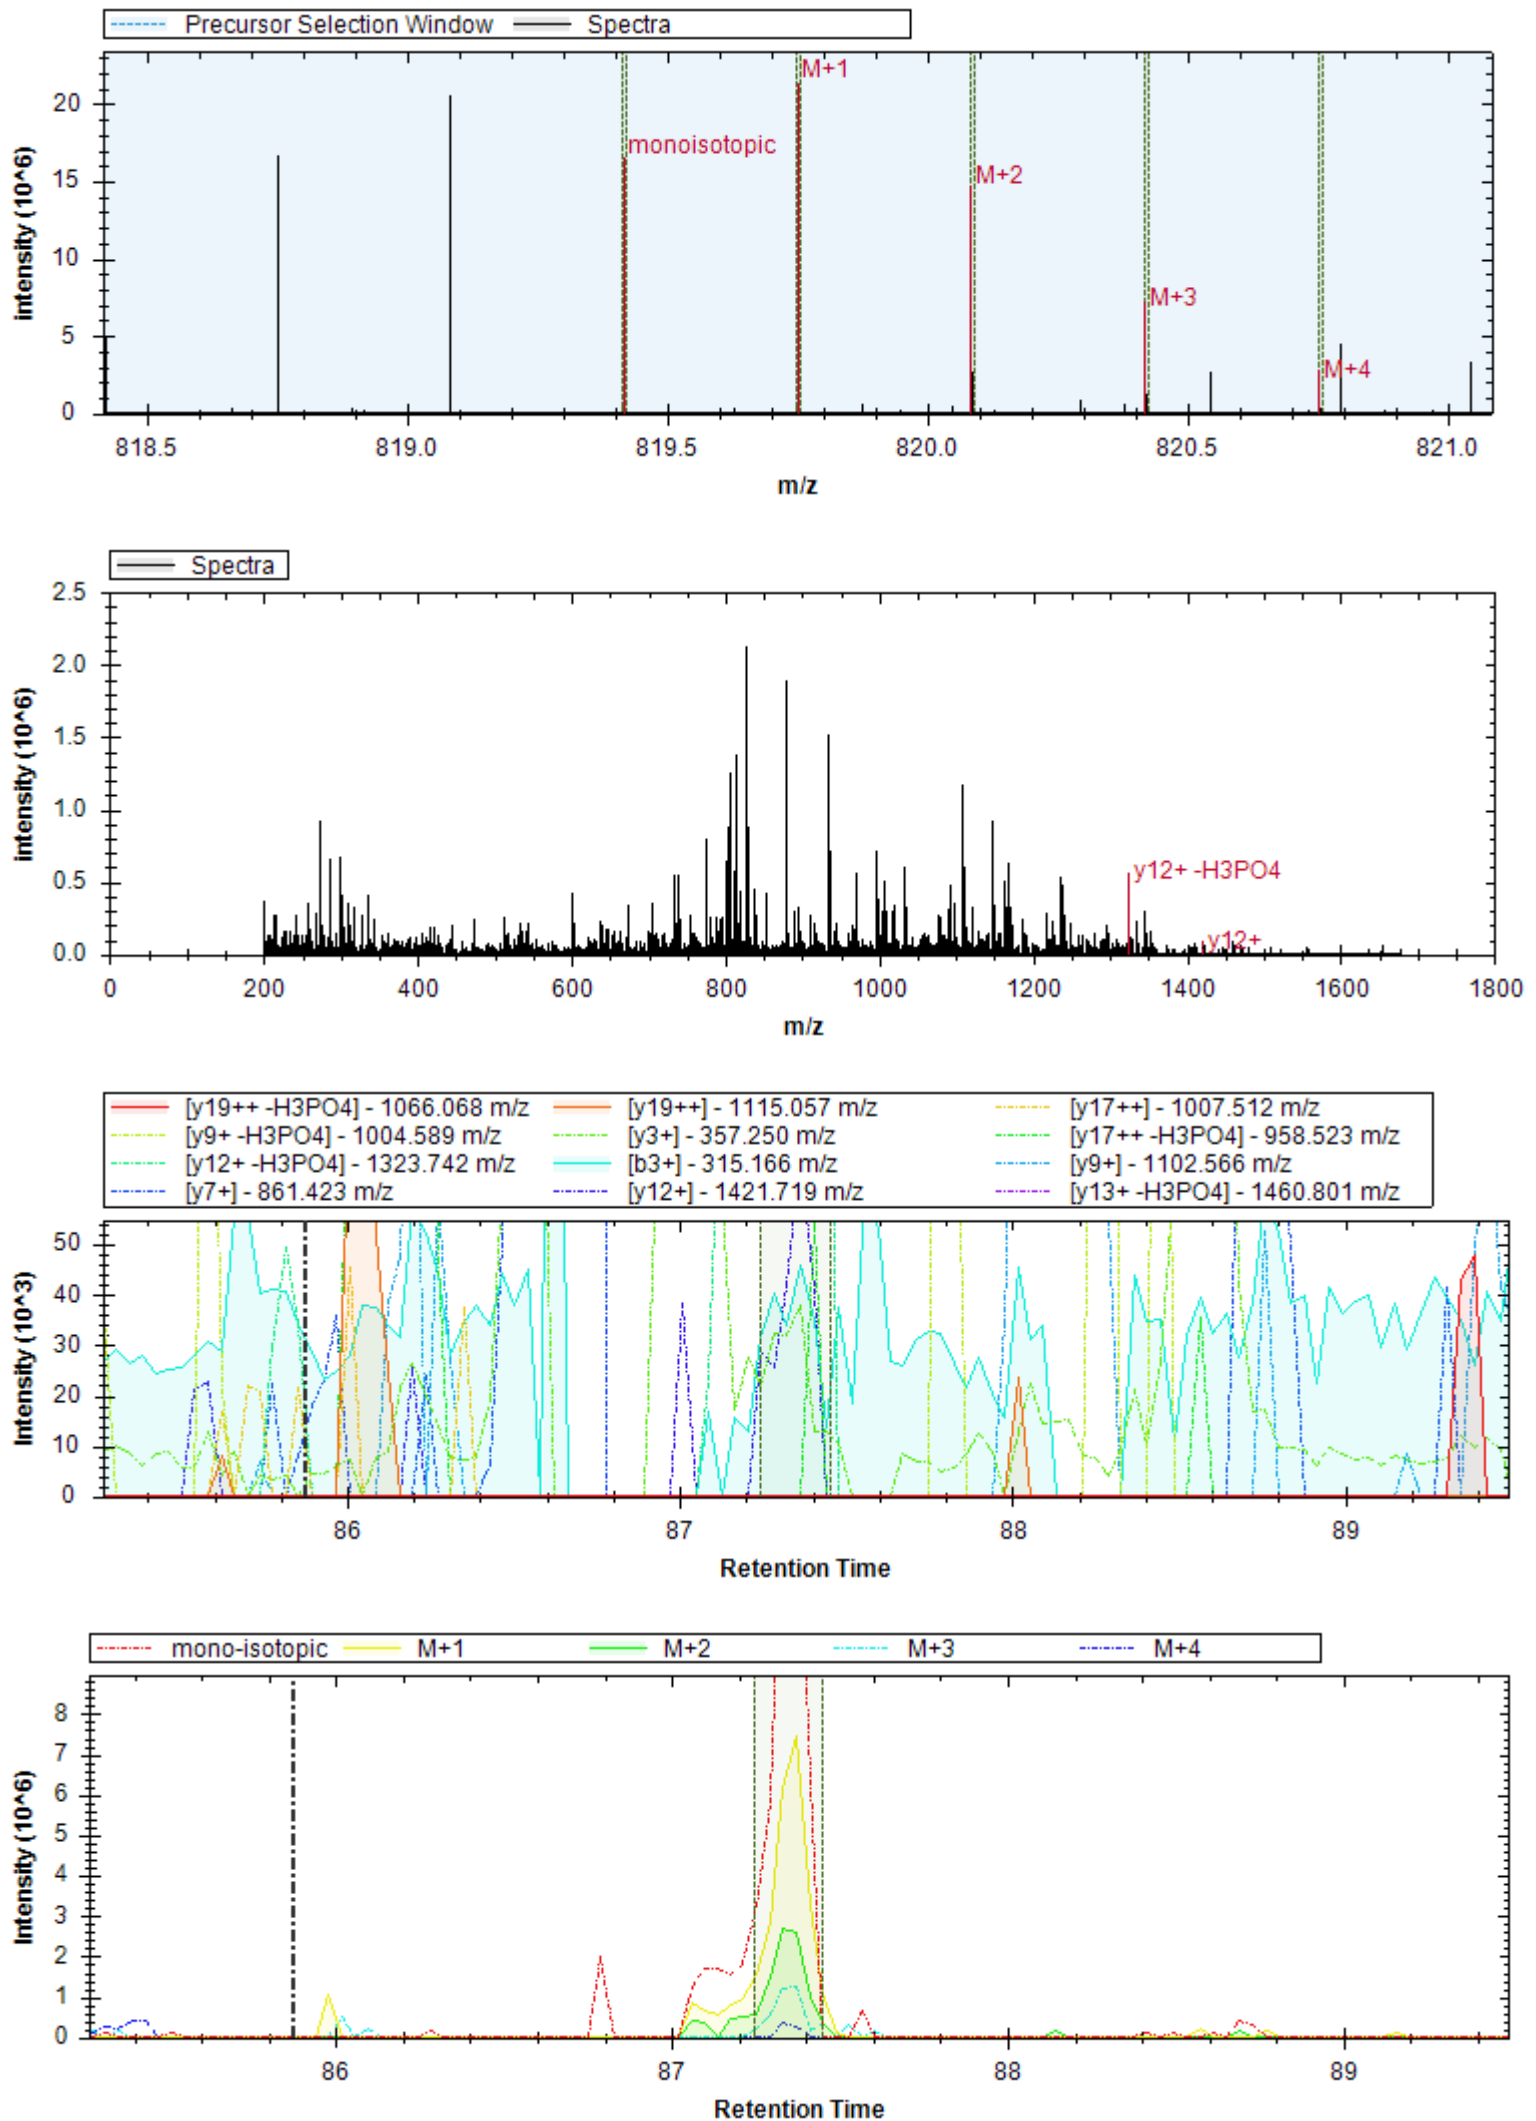 Precursor Selection Window Spectra
intensity (10^6)
20
15
10
5
0
monoisotopic
M+1
M+2
M+3
M+4
818.5 819.0 819.5 820.0 820.5 821.0
m/z
Spectra
intensity (10^6)
2.5
2.0
1.5
1.0
0.5
0.0
y12+ -H3PO4
y12+
0 200 400 600 800 1000 1200 1400 1600 1800
m/z
[y19++ -H3PO4] - 1066.068 m/z [y19++] - 1115.057 m/z [y17++] - 1007.512 m/z
[y9+ -H3PO4] - 1004.589 m/z [y3+] - 357.250 m/z [y17++ -H3PO4] - 958.523 m/z
[y12+ -H3PO4] - 1323.742 m/z [b3+] - 315.166 m/z [y9+] - 1102.566 m/z
[y7+] - 861.423 m/z [y12+] - 1421.719 m/z [y13+ -H3PO4] - 1460.801 m/z
Intensity (10^3)
50
40
30
20
10
0
86 87 88 89
Retention Time
mono-isotopic M+1 M+2 M+3 M+4
Intensity (10^6)
8
7
6
5
4
3
2
1
0
86 87 88 89
Retention Time